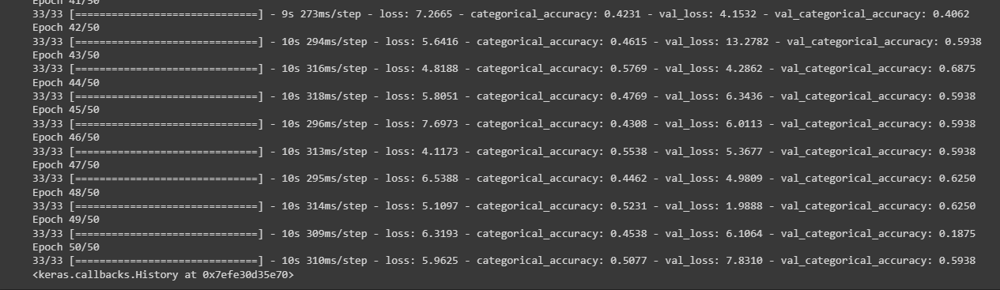 Epoch 41/50
33/33 [==============================] - 9s 273ms/step - loss: 7.2665 - categorical_accuracy: 0.4231 - val_loss: 4.1532 - val_categorical_accuracy: 0.4062
Epoch 42/50
33/33 [==============================] - 10s 294ms/step - loss: 5.6416 - categorical_accuracy: 0.4615 - val_loss: 13.2782 - val_categorical_accuracy: 0.5938
Epoch 43/50
33/33 [==============================] - 10s 316ms/step - loss: 4.8188 - categorical_accuracy: 0.5769 - val_loss: 4.2862 - val_categorical_accuracy: 0.6875
Epoch 44/50
33/33 [==============================] - 10s 318ms/step - loss: 5.8051 - categorical_accuracy: 0.4769 - val_loss: 6.3436 - val_categorical_accuracy: 0.5938
Epoch 45/50
33/33 [==============================] - 10s 296ms/step - loss: 7.6973 - categorical_accuracy: 0.4308 - val_loss: 6.0113 - val_categorical_accuracy: 0.5938
Epoch 46/50
33/33 [==============================] - 10s 313ms/step - loss: 4.1173 - categorical_accuracy: 0.5538 - val_loss: 5.3677 - val_categorical_accuracy: 0.5938
Epoch 47/50
33/33 [==============================] - 10s 295ms/step - loss: 6.5388 - categorical_accuracy: 0.4462 - val_loss: 4.9809 - val_categorical_accuracy: 0.6250
Epoch 48/50
33/33 [==============================] - 10s 314ms/step - loss: 5.1097 - categorical_accuracy: 0.5231 - val_loss: 1.9888 - val_categorical_accuracy: 0.6250
Epoch 49/50
33/33 [==============================] - 10s 309ms/step - loss: 6.3193 - categorical_accuracy: 0.4538 - val_loss: 6.1064 - val_categorical_accuracy: 0.1875
Epoch 50/50
33/33 [==============================] - 10s 310ms/step - loss: 5.9625 - categorical_accuracy: 0.5077 - val_loss: 7.8310 - val_categorical_accuracy: 0.5938
<keras.callbacks.History at 0x7efe30d35e70>